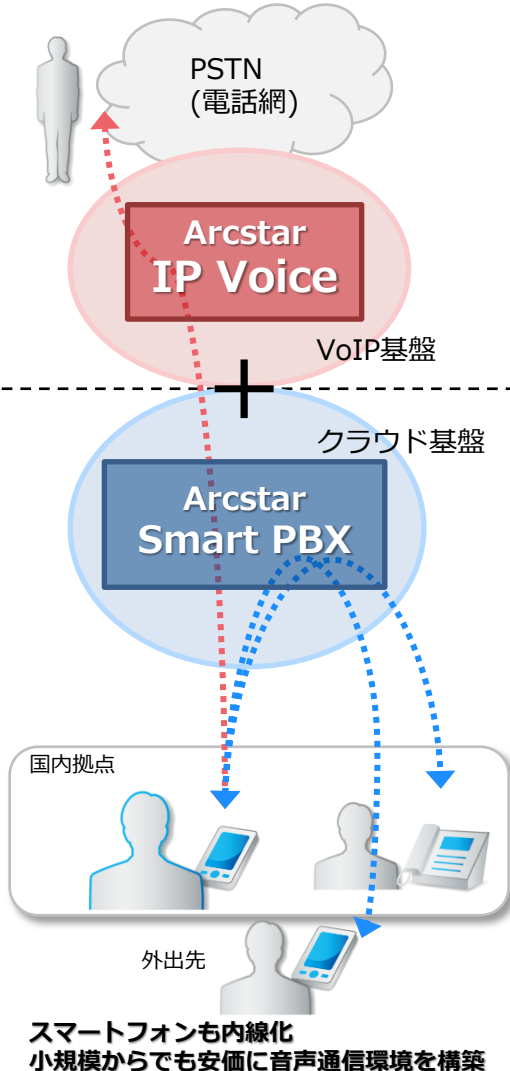 PSTN
(電話網)
Arcstar
IP Voice
VoIP基盤
クラウド基盤
Arcstar
Smart PBX
国内拠点
外出先
スマートフォンも内線化
小規模からでも安価に音声通信環境を構築